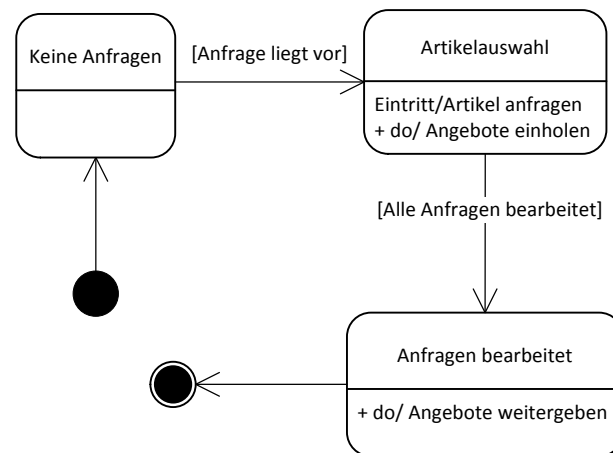 Keine Anfragen
[Anfrage liegt vor]
Artikelauswahl
Eintritt/Artikel anfragen
+ do/ Angebote einholen
[Alle Anfragen bearbeitet]
Anfragen bearbeitet
+ do/ Angebote weitergeben